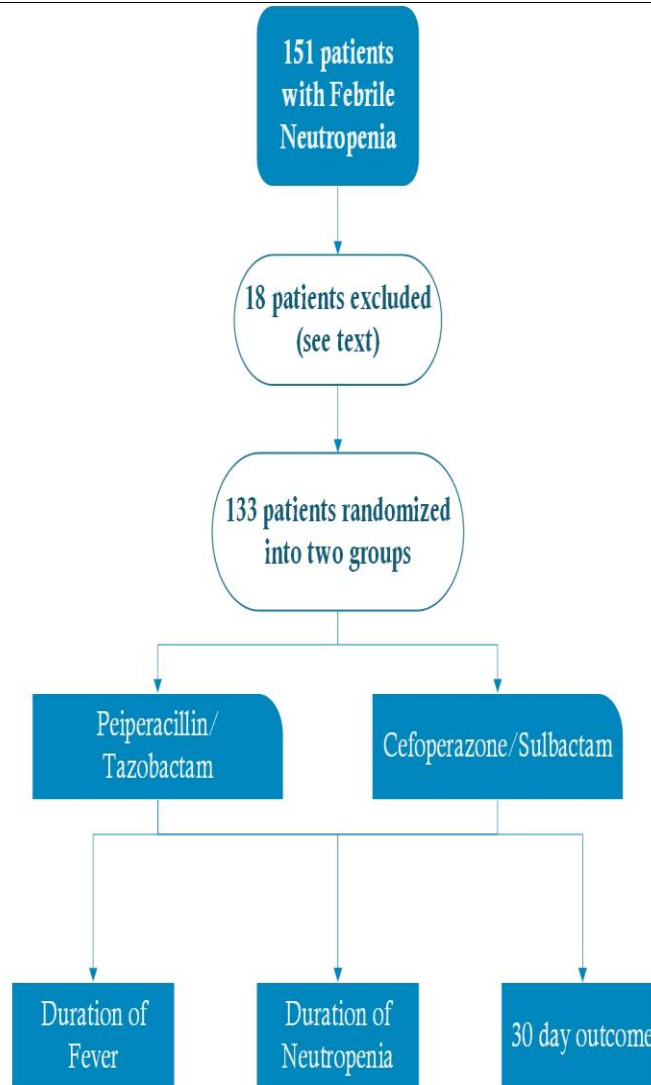 151 patients
with Febrile
Neutropenia
18 patients excluded
(see text)
133 patients randomized
into two groups
Peiperacillin/
Tazobactam
Cefoperazone/Sulbactam
Duration of
Fever
Duration of
Neutropenia
30 day outcome